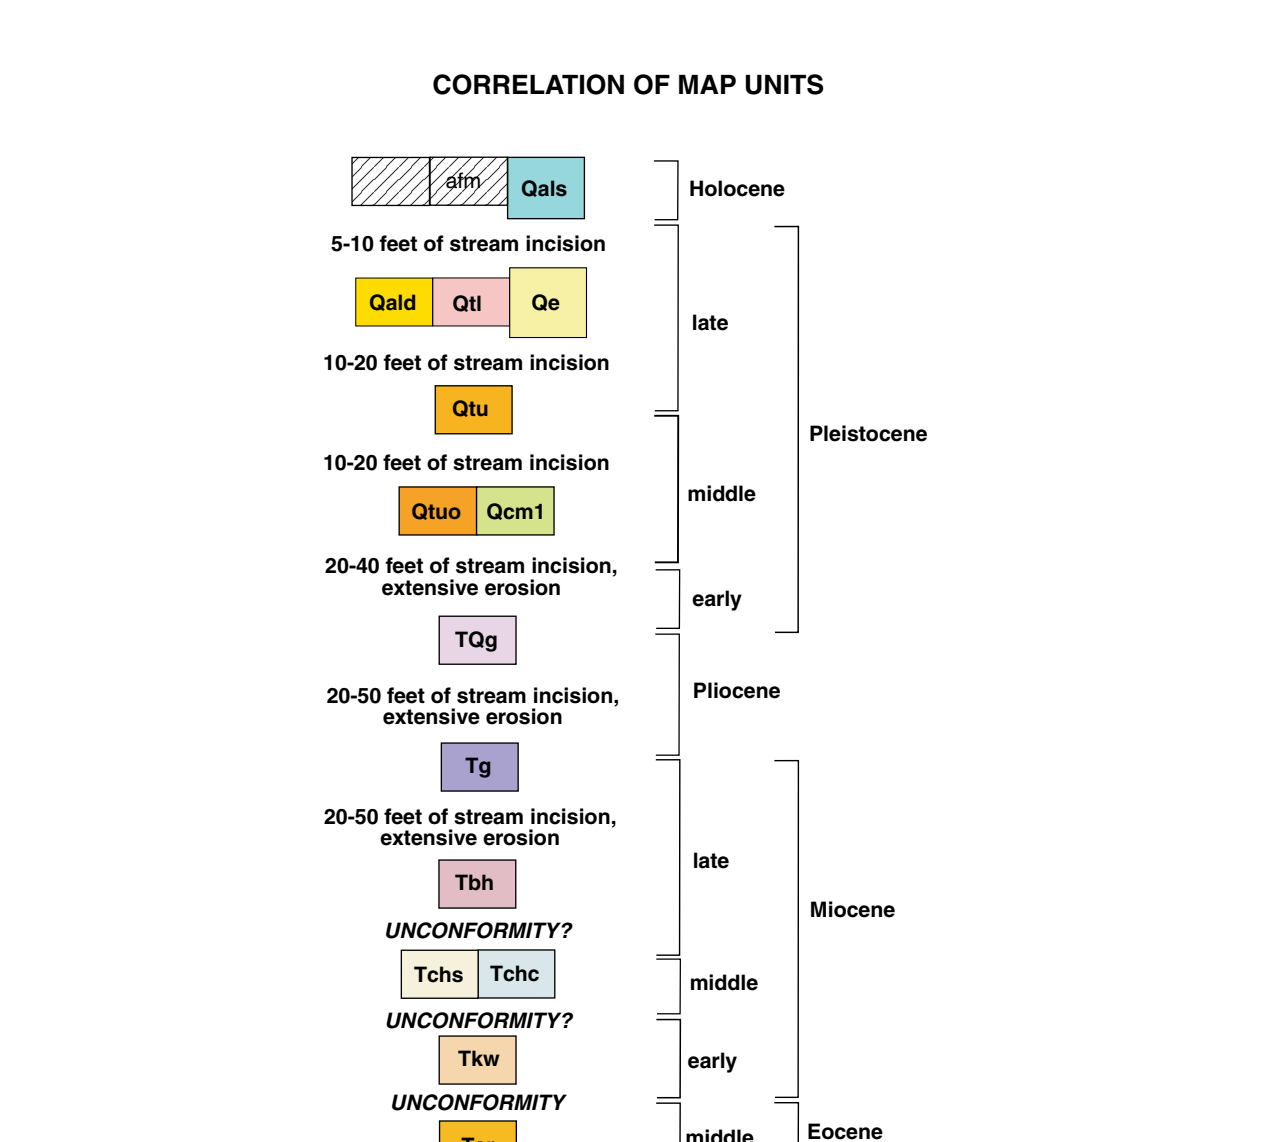 CORRELATION OF MAP UNITS
afm Qals
Holocene
5-10 feet of stream incision
Qald Qtl Qe
late
10-20 feet of stream incision
Qtu
Pleistocene
10-20 feet of stream incision
middle
Qtuo Qcm1
20-40 feet of stream incision,
extensive erosion
early
TQg
20-50 feet of stream incision,
extensive erosion
Pliocene
Tg
20-50 feet of stream incision,
extensive erosion
late
Tbh
Miocene
UNCONFORMITY?
Tchs Tchc
middle
UNCONFORMITY?
Tkw
early
UNCONFORMITY
middle
Eocene